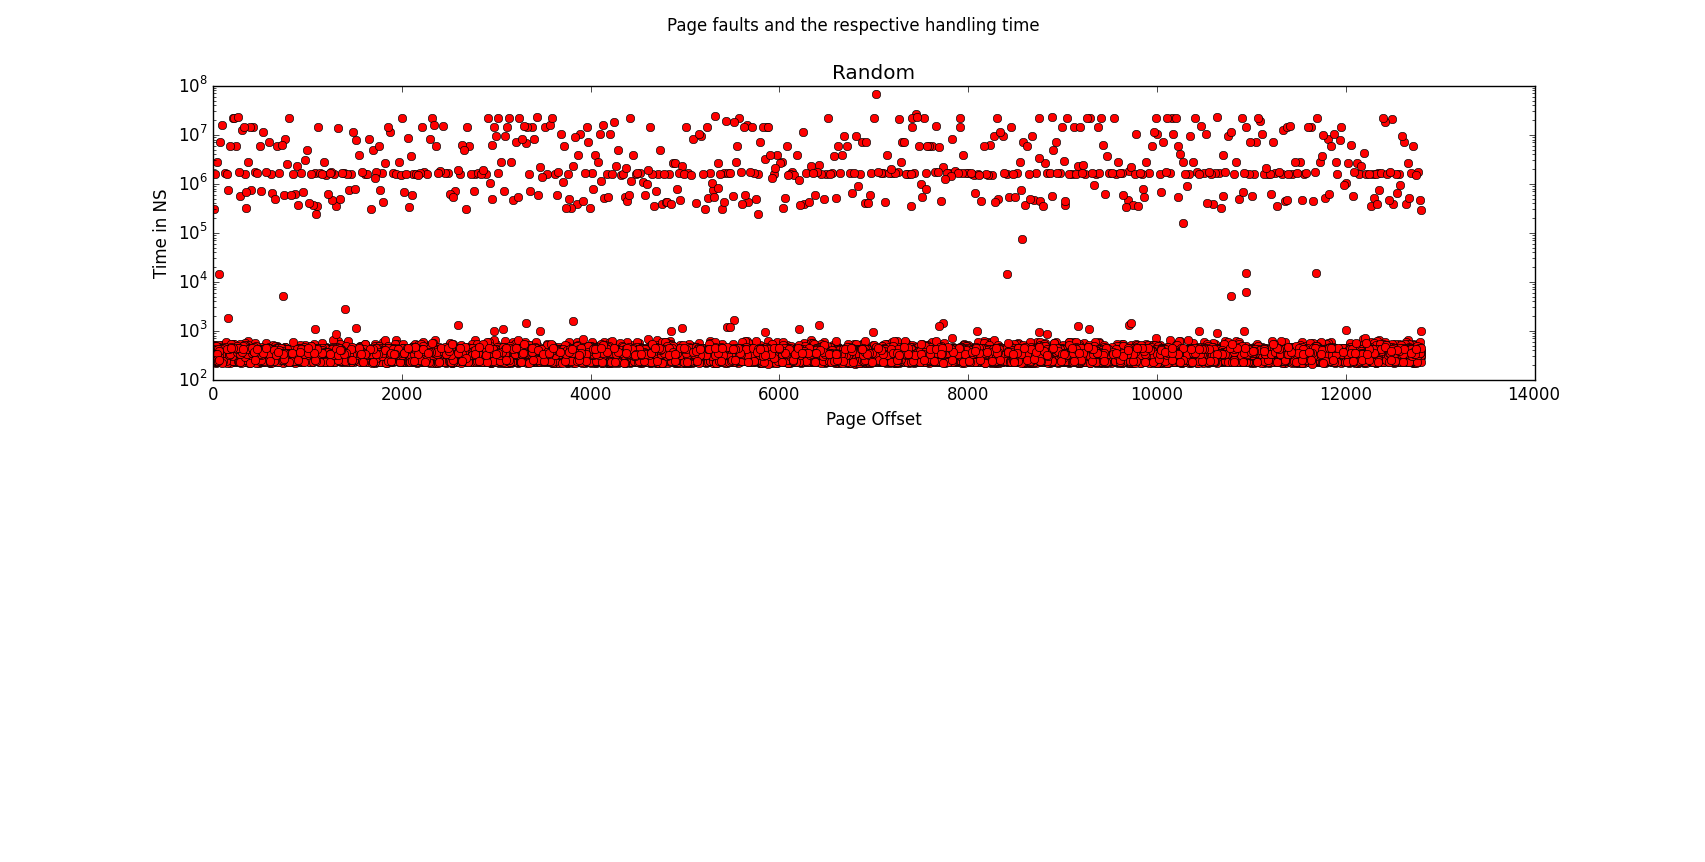 Page faults and the respective handling time
Random
10^8
10^7
10^6
10^5
10^4
10^3
10^2
Time in NS
0 2000 4000 6000 8000 10000 12000 14000
Page Offset